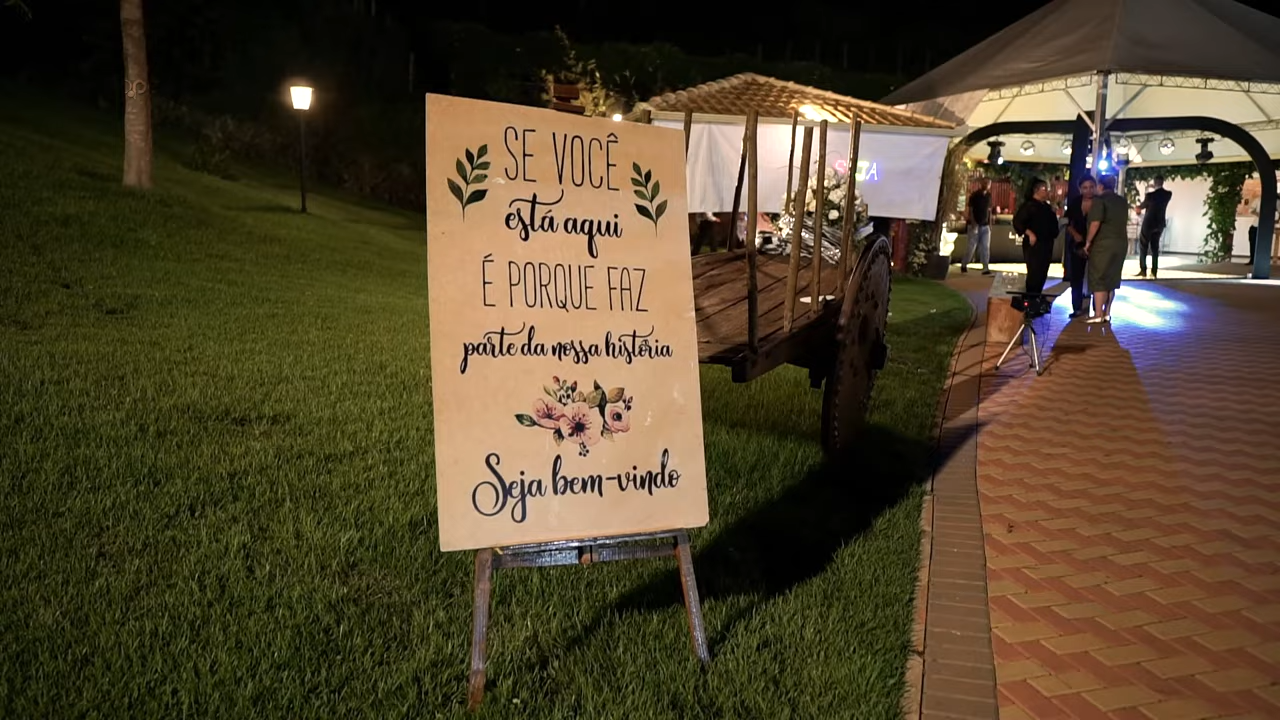 SE VOCÊ
está aqui
É PORQUE FAZ
parte da nossa história
Seja bem-vindo